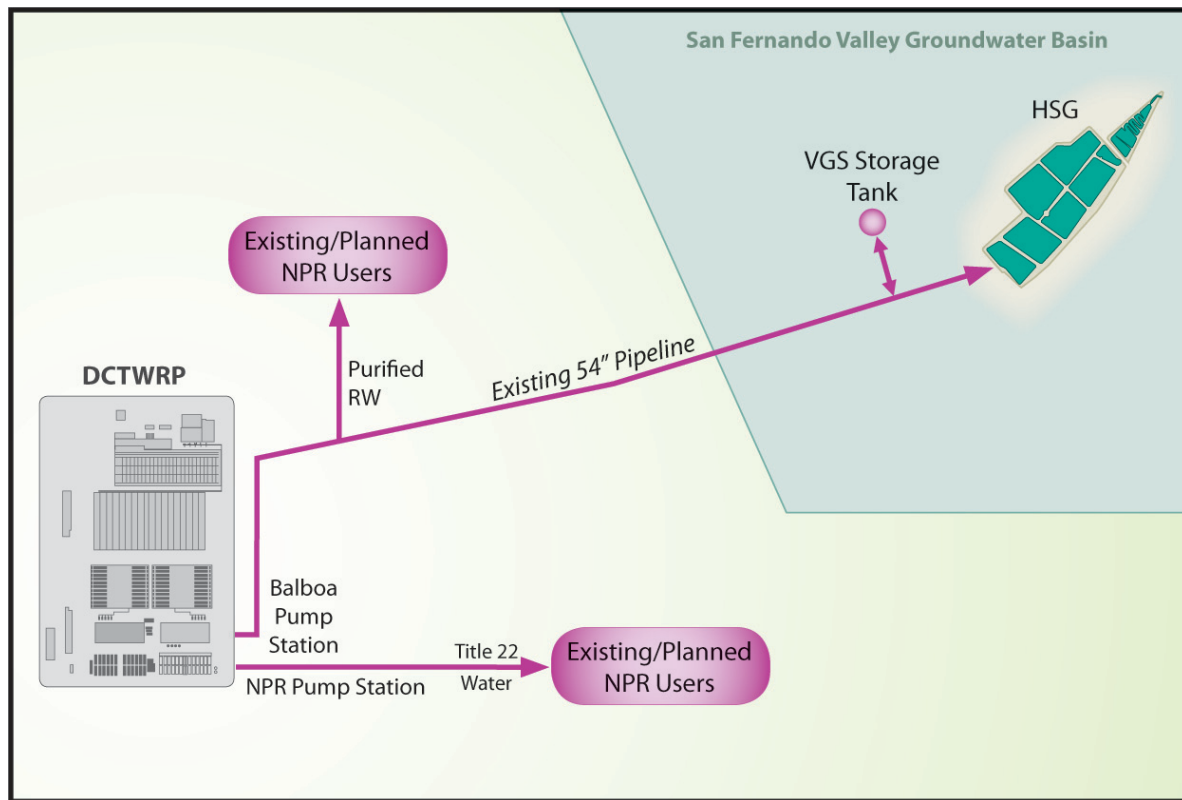 San Fernando Valley Groundwater Basin
HSG
VGS Storage
Tank
Existing/Planned
NPR Users
Purified
RW
Existing 54” Pipeline
DCTWRP
Balboa
Pump
Station
Title 22
Water
NPR Pump Station
Existing/Planned
NPR Users